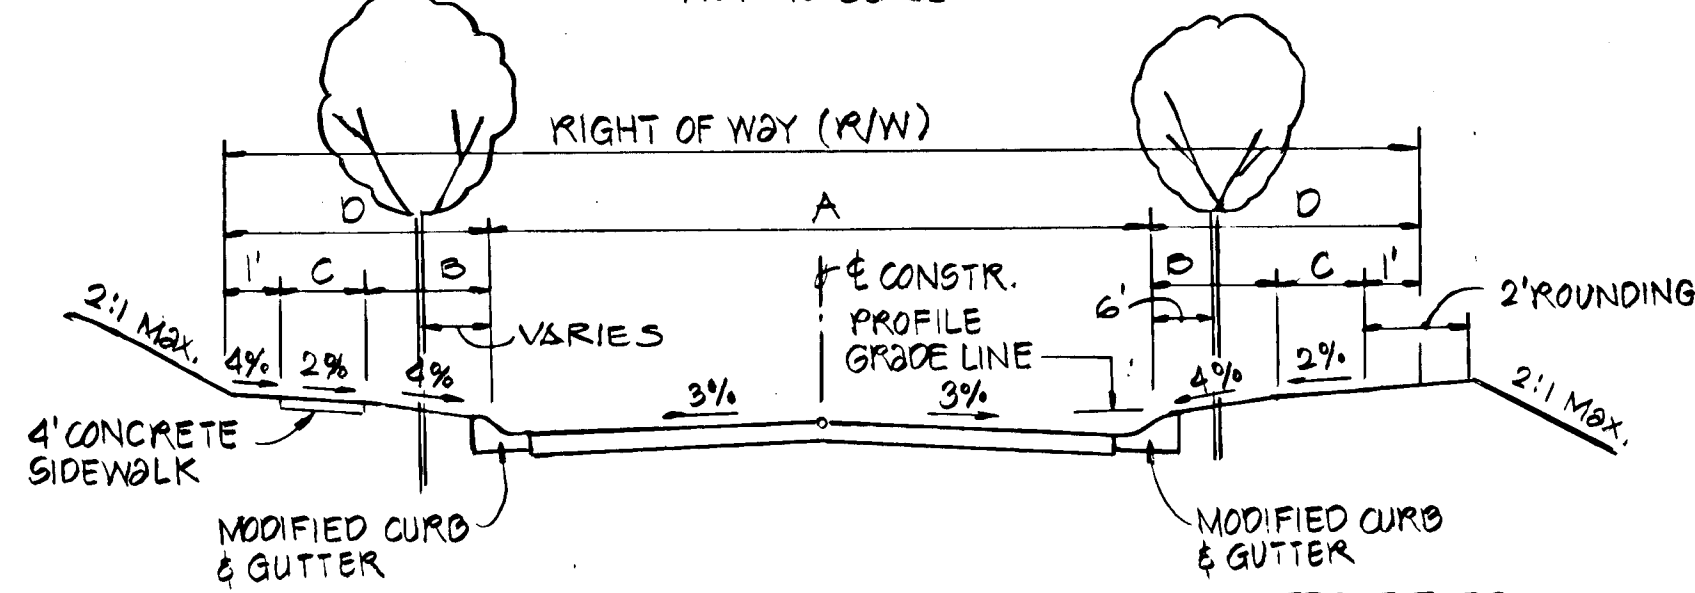 RIGHT OF WAY (R/W)
D
A
D
1'
C
B
₵ CONSTR.
B
C
1'
2:1 MAX.
VARIES
PROFILE
GRADE LINE
6'
2' ROUNDING
4%
2%
4%
3%
3%
4%
2%
2:1 MAX.
4' CONCRETE
SIDEWALK
MODIFIED CURB
& GUTTER
MODIFIED CURB
& GUTTER